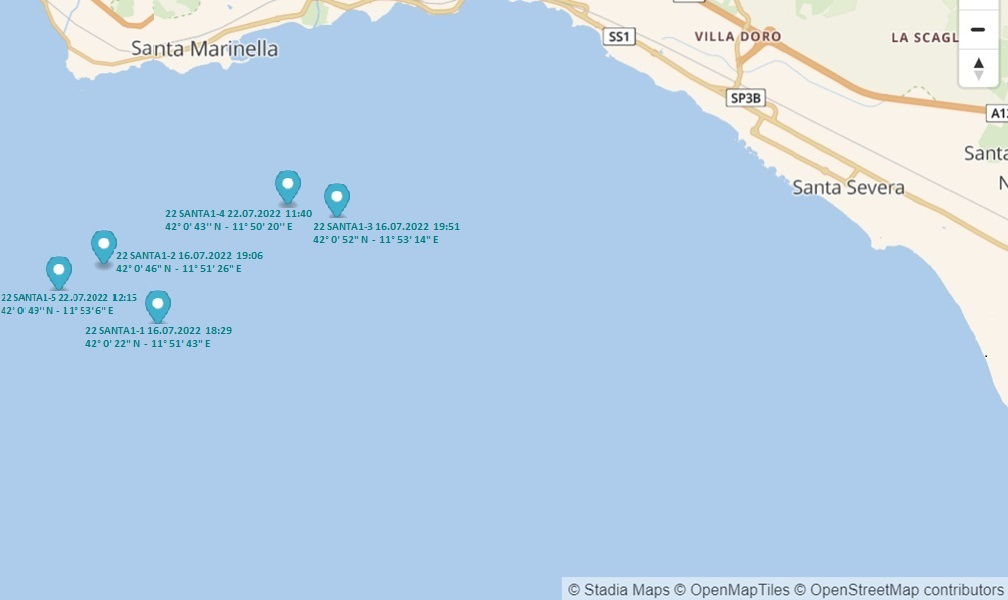 SS1
VILLA DORO
LA SCAGL
Santa Marinella
SP3B
A1
Santa
N
Santa Severa
22 SANTA1-4 22.07.2022 11:40
42° 0' 43'' N - 11° 50' 20'' E
22 SANTA1-3 16.07.2022 19:51
42° 0' 52" N - 11° 53' 14" E
22 SANTA1-2 16.07.2022 19:06
42° 0' 46" N - 11° 51' 26" E
22 SANTA1-5 22.07.2022 12:15
42° 0' 49'' N - 11° 53' 6" E
22 SANTA1-1 16.07.2022 18:29
42° 0' 22" N - 11° 51' 43" E
© Stadia Maps © OpenMapTiles © OpenStreetMap contributors